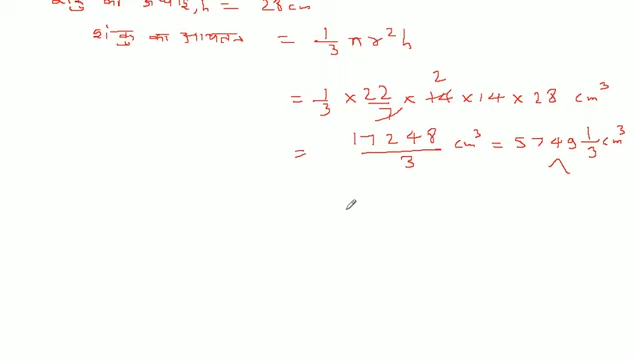 शंकु का ऊंचाई, h = 28 cm
शंकु का आयतन = 1/3 πr²h
= 1/3 × 22/7 × 14 × 14 × 28 cm³
2
= 17248/3 cm³ = 5749 1/3 cm³